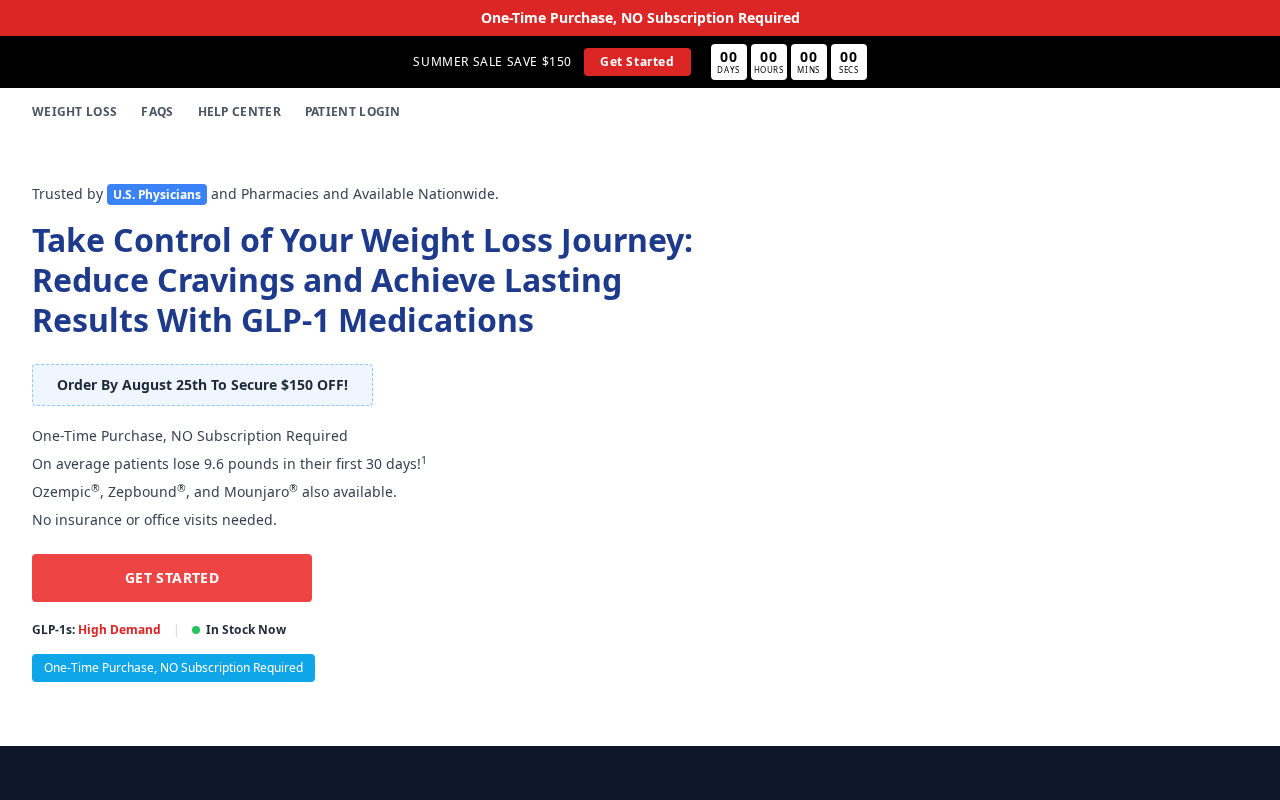 One-Time Purchase, NO Subscription Required
SUMMER SALE SAVE $150 Get Started 00 DAYS 00 HOURS 00 MINS 00 SECS
WEIGHT LOSS FAQS HELP CENTER PATIENT LOGIN
Trusted by U.S. Physicians and Pharmacies and Available Nationwide.
Take Control of Your Weight Loss Journey:
Reduce Cravings and Achieve Lasting
Results With GLP-1 Medications
Order By August 25th To Secure $150 OFF!
One-Time Purchase, NO Subscription Required
On average patients lose 9.6 pounds in their first 30 days!1
Ozempic®, Zepbound®, and Mounjaro® also available.
No insurance or office visits needed.
GET STARTED
GLP-1s: High Demand | In Stock Now
One-Time Purchase, NO Subscription Required